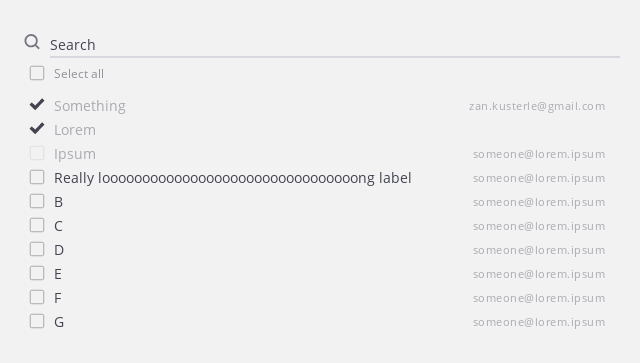 Search
Select all
Something zan.kusterle@gmail.com
Lorem
Ipsum someone@lorem.ipsum
Really looooooooooooooooooooooooooooooooong label someone@lorem.ipsum
B someone@lorem.ipsum
C someone@lorem.ipsum
D someone@lorem.ipsum
E someone@lorem.ipsum
F someone@lorem.ipsum
G someone@lorem.ipsum